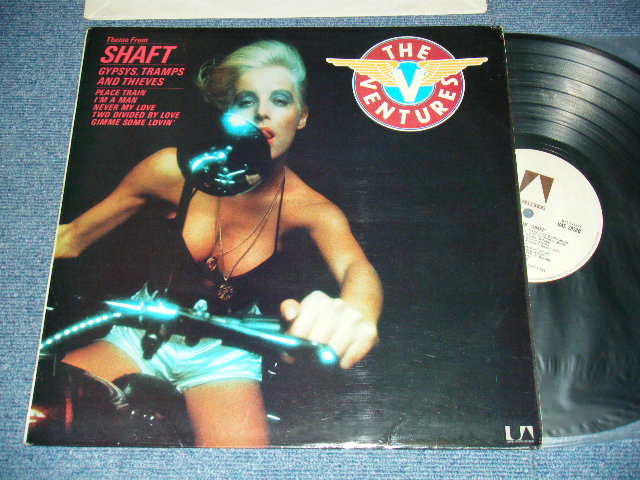 Theme From
SHAFT
GYPSYS, TRAMPS
AND THIEVES
PEACE TRAIN
I'M A MAN
NEVER MY LOVE
TWO DIVIDED BY LOVE
GIMME SOME LOVIN'
THE
V
VENTURES
UA
RECORDS